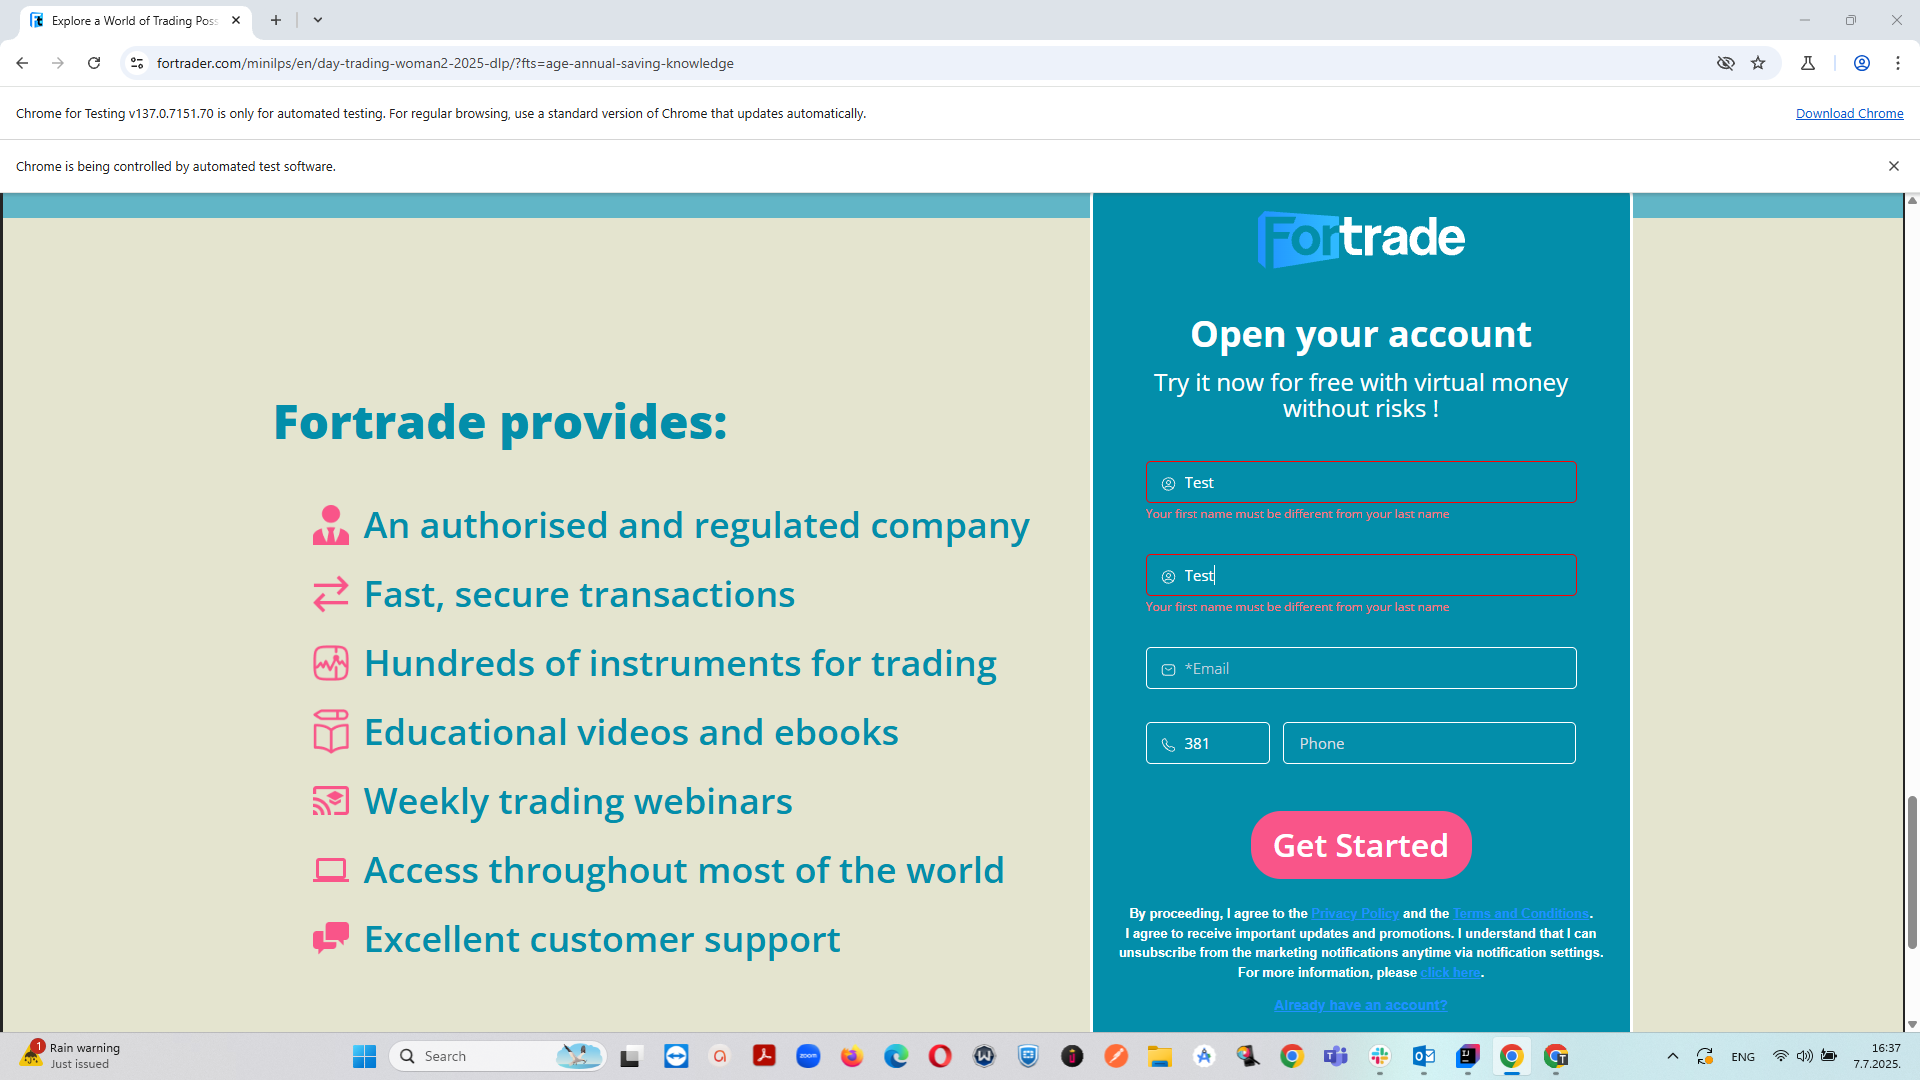 Explore a World of Trading Poss
fortrader.com/minilps/en/day-trading-woman2-2025-dlp/?fts=age-annual-saving-knowledge
Chrome for Testing v137.0.7151.70 is only for automated testing. For regular browsing, use a standard version of Chrome that updates automatically.
Download Chrome
Chrome is being controlled by automated test software.
Fortrade provides:
An authorised and regulated company
Fast, secure transactions
Hundreds of instruments for trading
Educational videos and ebooks
Weekly trading webinars
Access throughout most of the world
Excellent customer support
Fortrade
Open your account
Try it now for free with virtual money
without risks !
Test
Your first name must be different from your last name
Test
Your first name must be different from your last name
*Email
381
Phone
Get Started
By proceeding, I agree to the Privacy Policy and the Terms and Conditions.
I agree to receive important updates and promotions. I understand that I can
unsubscribe from the marketing notifications anytime via notification settings.
For more information, please click here.
Already have an account?
1
Rain warning
Just issued
Search
zoom
ENG
16:37
7.7.2025.